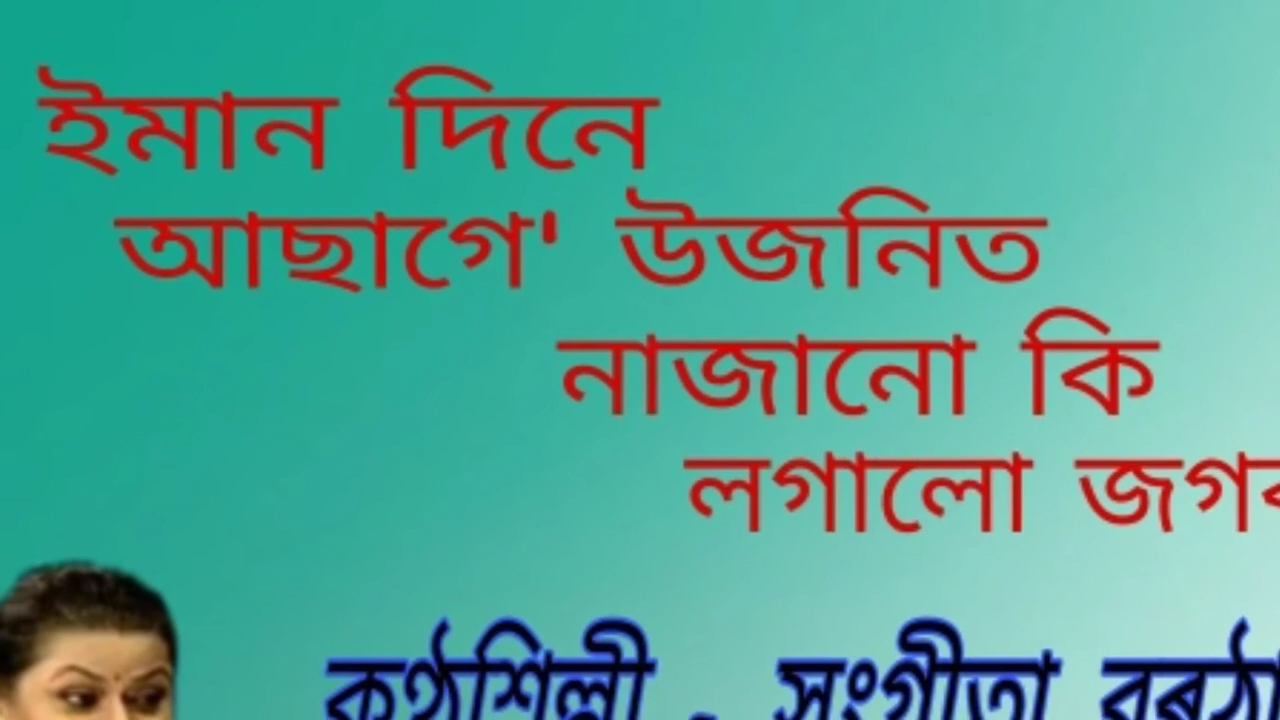 ইমান দিনে
আছাগে' উজনিত
নাজানো কি
লগালো
কণ্ঠশিল্পী - সংগীতা